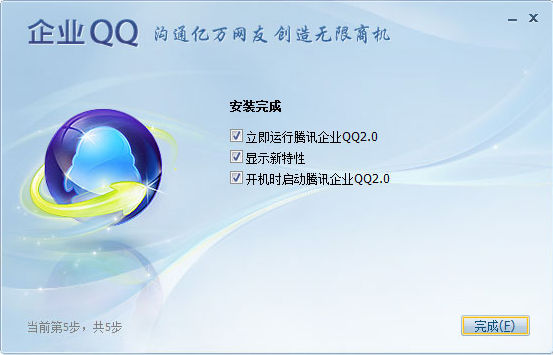 企业QQ 沟通亿万网友 创造无限商机
安装完成
立即运行腾讯企业QQ2.0
显示新特性
开机时启动腾讯企业QQ2.0
当前第5步，共5步
完成(F)